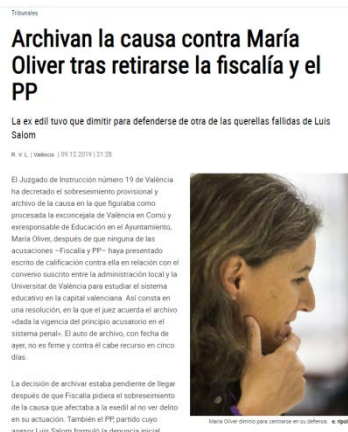 Tribunales
Archivan la causa contra María
Oliver tras retirarse la fiscalía y el
PP
La ex edil tuvo que dimitir para defenderse de otra de las querellas fallidas de Luis
Salom
R. V. L. | València | 09.12.2019 | 21:28
El Juzgado de Instrucción número 19 de València
ha decretado el sobreseimiento provisional y
archivo de la causa en la que figuraba como
procesada la exconcejala de València en Comú y
exresponsable de Educación en el Ayuntamiento,
María Oliver, después de que ninguna de las
acusaciones –Fiscalía y PP– haya presentado
escrito de calificación contra ella en relación con el
convenio suscrito entre la administración local y la
Universitat de València para estudiar el sistema
educativo en la capital valenciana. Así consta en
una resolución, en la que el juez acuerda el archivo
«dada la vigencia del principio acusatorio en el
sistema penal». El auto de archivo, con fecha de
ayer, no es firme y contra él cabe recurso en cinco
días.
La decisión de archivar estaba pendiente de llegar
después de que Fiscalía pidiera el sobreseimiento
de la causa que afectaba a la exedil al no ver delito
en su actuación. También el PP, partido cuyo
asesor Luis Salom formuló la denuncia inicial
María Oliver dimitió para centrarse en su defensa. e. ripoll